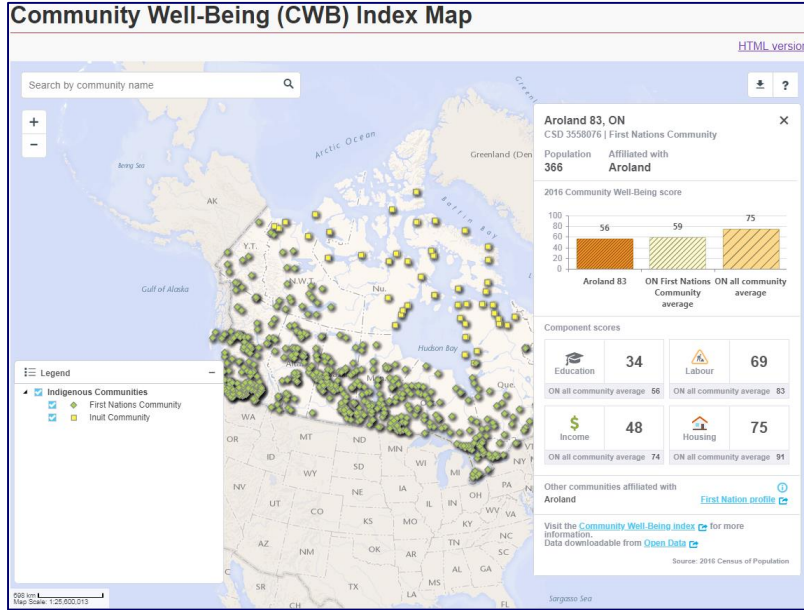 Community Well-Being (CWB) Index Map
HTML version
Search by community name
?
+
−
Arctic Ocean
Greenland (Den
Bering Sea
Baffin Bay
AK
Y.T.
N.W.T.
Nu.
Gulf of Alaska
Hudson Bay
Que.
WA
MT
ND
OR
ID
SD
MN
WI
MI
WY
NE
IA
PA
NV
UT
IL
IN
OH
CO
KS
MO
WV
VA
KY
AZ
NM
OK
AR
TN
NC
SC
MS
AL
GA
SR
TX
LA
CH
FL
Sargasso Sea
Legend
−
Indigenous Communities
First Nations Community
Inuit Community
598 km
Map Scale: 1:25,600,013
Aroland 83, ON
CSD 3558076 | First Nations Community
Population Affiliated with
366 Aroland
2016 Community Well-Being score
100
80
60
40
20
0
56
59
75
Aroland 83
ON First Nations Community average
ON all community average
Component scores
Education 34
ON all community average 56
Labour 69
ON all community average 83
Income 48
ON all community average 74
Housing 75
ON all community average 91
Other communities affiliated with
Aroland
First Nation profile
Visit the Community Well-Being index for more
information.
Data downloadable from Open Data
Source: 2016 Census of Population